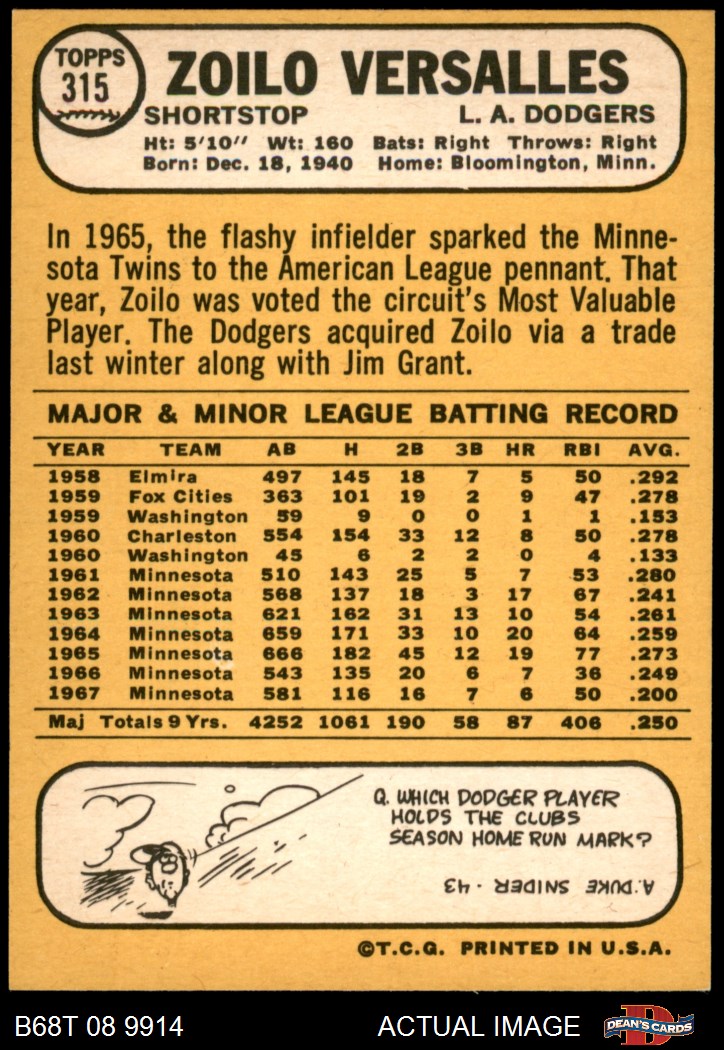 TOPPS
315
ZOILO VERSALLES
SHORTSTOP L. A. DODGERS
Ht: 5'10" Wt: 160 Bats: Right Throws: Right
Born: Dec. 18, 1940 Home: Bloomington, Minn.
In 1965, the flashy infielder sparked the Minne-
sota Twins to the American League pennant. That
year, Zoilo was voted the circuit's Most Valuable
Player. The Dodgers acquired Zoilo via a trade
last winter along with Jim Grant.
MAJOR & MINOR LEAGUE BATTING RECORD
YEAR TEAM AB H 2B 3B HR RBI AVG.
1958 Elmira 497 145 18 7 5 50 .292
1959 Fox Cities 363 101 19 2 9 47 .278
1959 Washington 59 9 0 0 1 1 .153
1960 Charleston 554 154 33 12 8 50 .278
1960 Washington 45 6 2 2 0 4 .133
1961 Minnesota 510 143 25 5 7 53 .280
1962 Minnesota 568 137 18 3 17 67 .241
1963 Minnesota 621 162 31 13 10 54 .261
1964 Minnesota 659 171 33 10 20 64 .259
1965 Minnesota 666 182 45 12 19 77 .273
1966 Minnesota 543 135 20 6 7 36 .249
1967 Minnesota 581 116 16 7 6 50 .200
Maj Totals 9 Yrs. 4252 1061 190 58 87 406 .250
Q. WHICH DODGER PLAYER
HOLDS THE CLUBS
SEASON HOME RUN MARK?
A. DUKE SNIDER - 43
©T.C.G. PRINTED IN U.S.A.
B68T 08 9914 ACTUAL IMAGE
D
DEAN'S CARDS